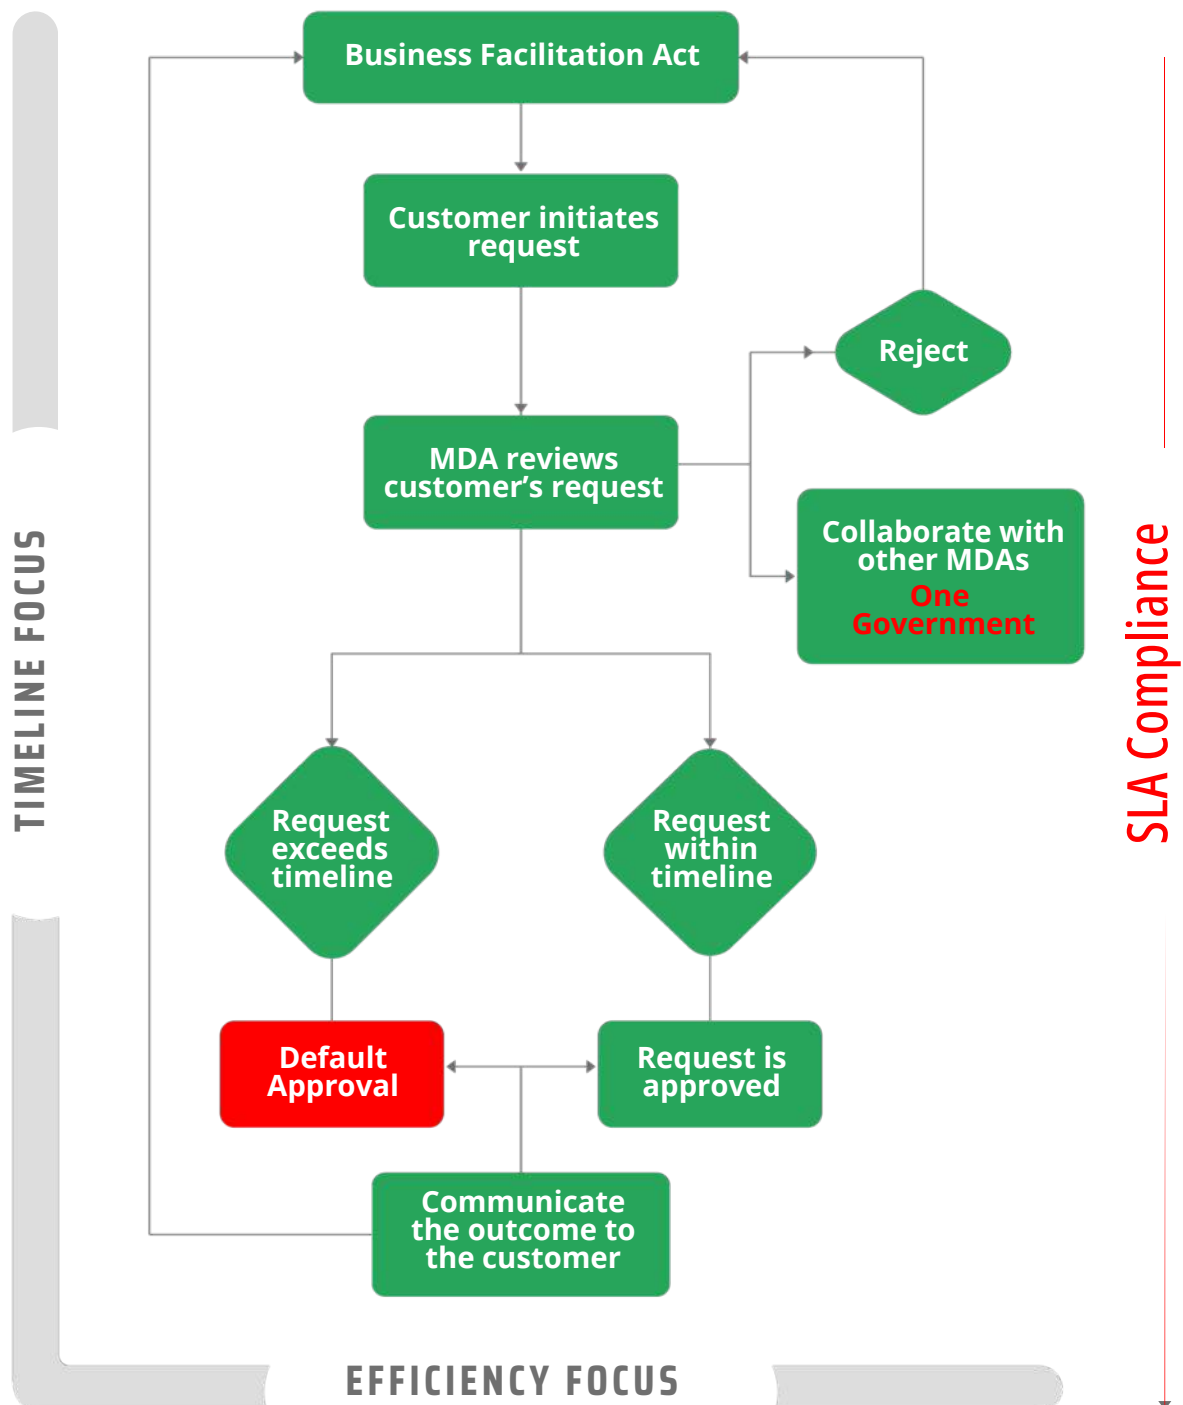 Business Facilitation Act
Customer initiates
request
Reject
MDA reviews
customer’s request
Collaborate with
other MDAs
One
Government
TIMELINE FOCUS
SLA Compliance
Request
exceeds
timeline
Request
within
timeline
Default
Approval
Request is
approved
Communicate
the outcome to
the customer
EFFICIENCY FOCUS